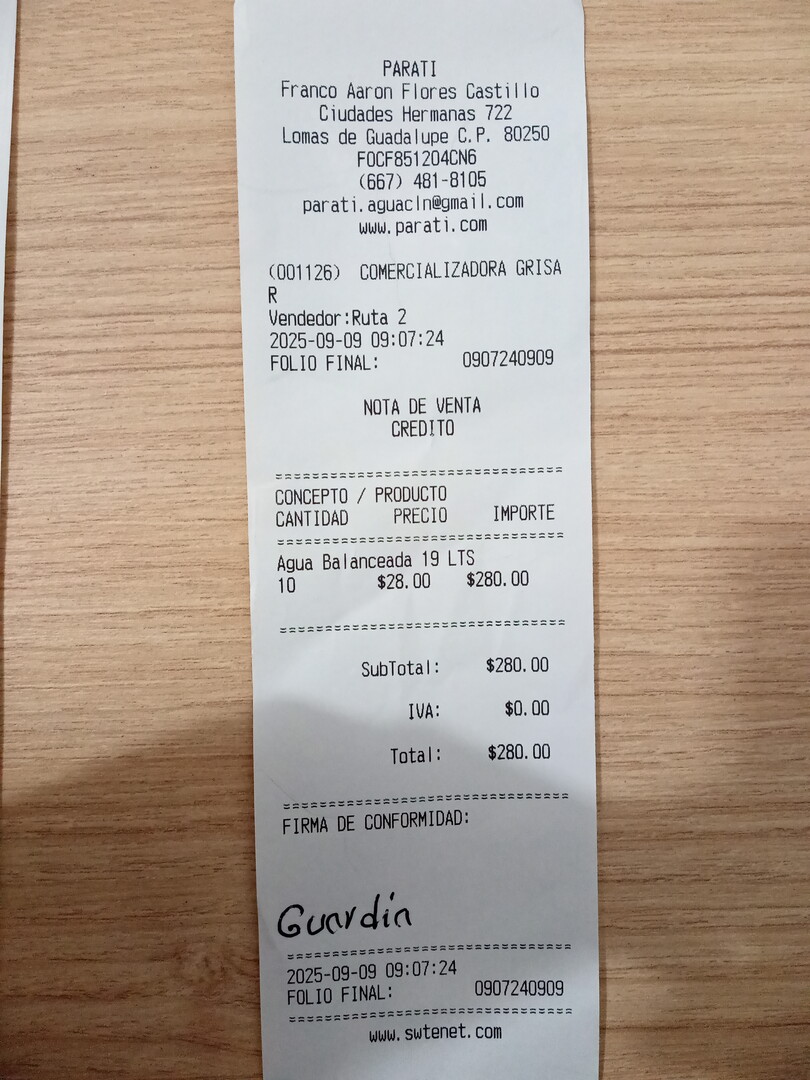 PARATI
Franco Aaron Flores Castillo
Ciudades Hermanas 722
Lomas de Guadalupe C.P. 80250
FOCF851204CN6
(667) 481-8105
parati.aguacln@gmail.com
www.parati.com
(001126) COMERCIALIZADORA GRISA
R
Vendedor:Ruta 2
2025-09-09 09:07:24
FOLIO FINAL: 0907240909
NOTA DE VENTA
CREDITO
==============================
CONCEPTO / PRODUCTO
CANTIDAD PRECIO IMPORTE
==============================
Agua Balanceada 19 LTS
10 $28.00 $280.00
==============================
SubTotal: $280.00
IVA: $0.00
Total: $280.00
==============================
FIRMA DE CONFORMIDAD:
Guardia
==============================
2025-09-09 09:07:24
FOLIO FINAL: 0907240909
==============================
www.swtenet.com